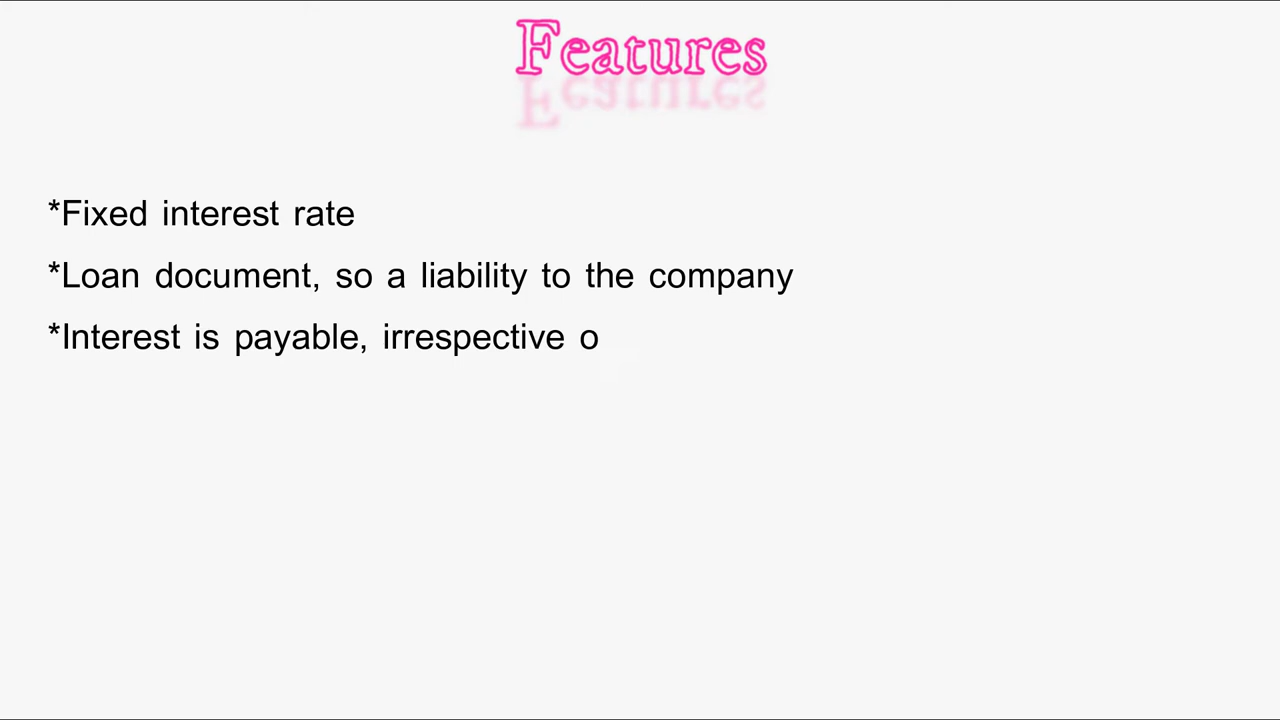 Features
*Fixed interest rate
*Loan document, so a liability to the company
*Interest is payable, irrespective o